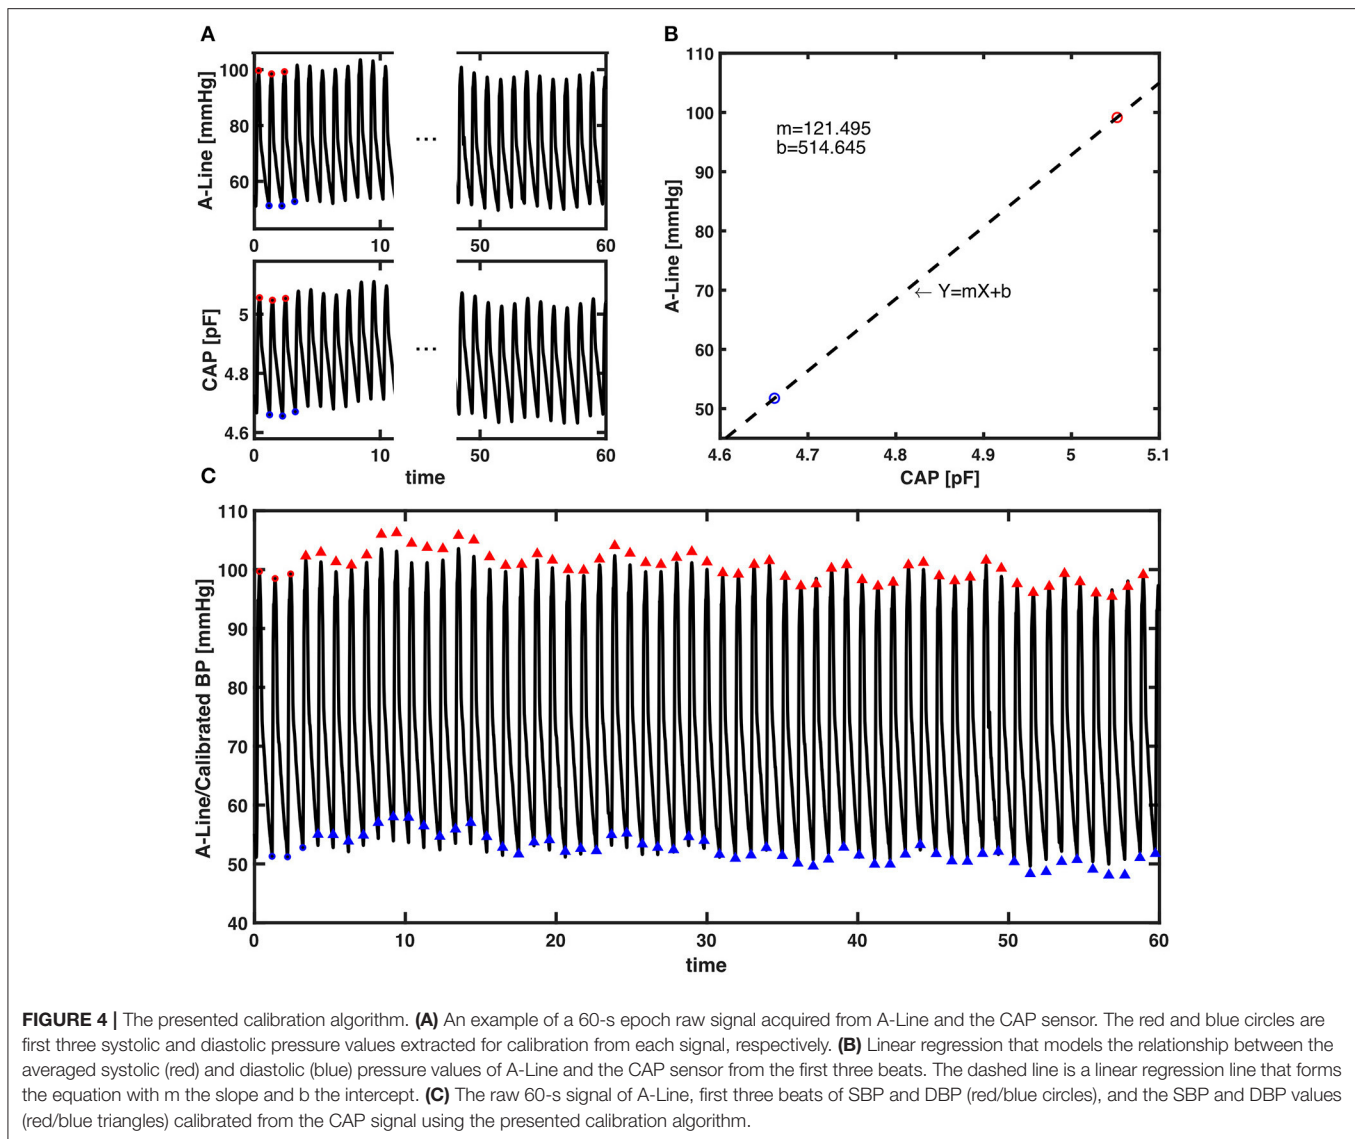 A
A-Line [mmHg]
100
80
60
...
0
10
50
60
CAP [pF]
5
4.8
4.6
...
0
10
50
60
time
B
A-Line [mmHg]
110
100
90
80
70
60
50
m=121.495
b=514.645
← Y=mX+b
4.6
4.7
4.8
4.9
5
5.1
CAP [pF]
C
A-Line/Calibrated BP [mmHg]
110
100
90
80
70
60
50
40
0
10
20
30
40
50
60
time
FIGURE 4 | The presented calibration algorithm. (A) An example of a 60-s epoch raw signal acquired from A-Line and the CAP sensor. The red and blue circles are
first three systolic and diastolic pressure values extracted for calibration from each signal, respectively. (B) Linear regression that models the relationship between the
averaged systolic (red) and diastolic (blue) pressure values of A-Line and the CAP sensor from the first three beats. The dashed line is a linear regression line that forms
the equation with m the slope and b the intercept. (C) The raw 60-s signal of A-Line, first three beats of SBP and DBP (red/blue circles), and the SBP and DBP values
(red/blue triangles) calibrated from the CAP signal using the presented calibration algorithm.